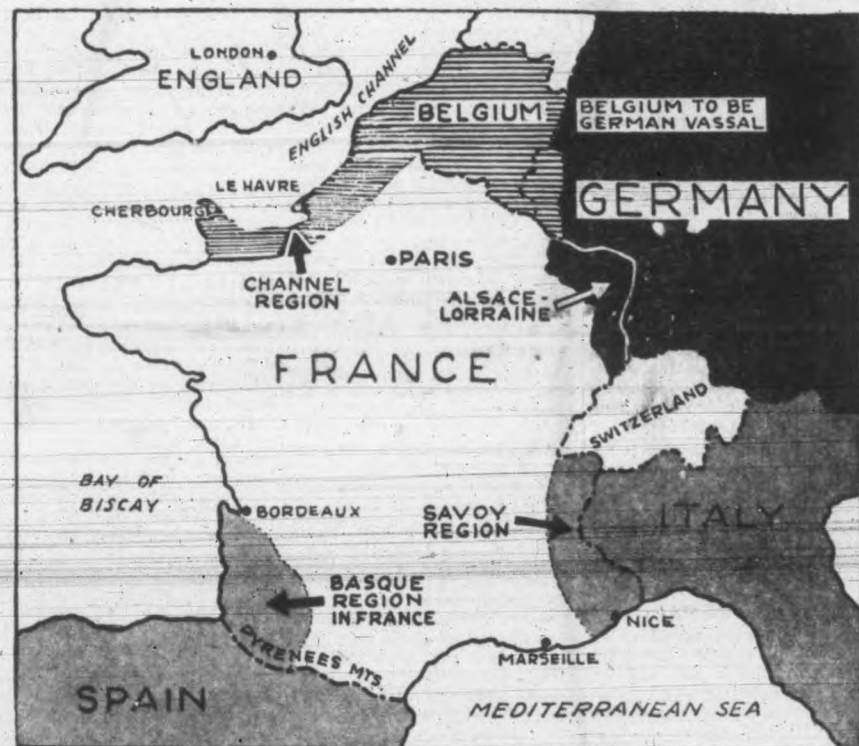 LONDON
ENGLAND
ENGLISH CHANNEL
BELGIUM
BELGIUM TO BE
GERMAN VASSAL
GERMANY
LE HAVRE
CHERBOURG
PARIS
CHANNEL
REGION
ALSACE-
LORRAINE
FRANCE
SWITZERLAND
BAY OF
BISCAY
BORDEAUX
SAVOY
REGION
ITALY
BASQUE
REGION
IN FRANCE
NICE
PYRENEES MTS.
MARSEILLE
SPAIN
MEDITERRANEAN SEA